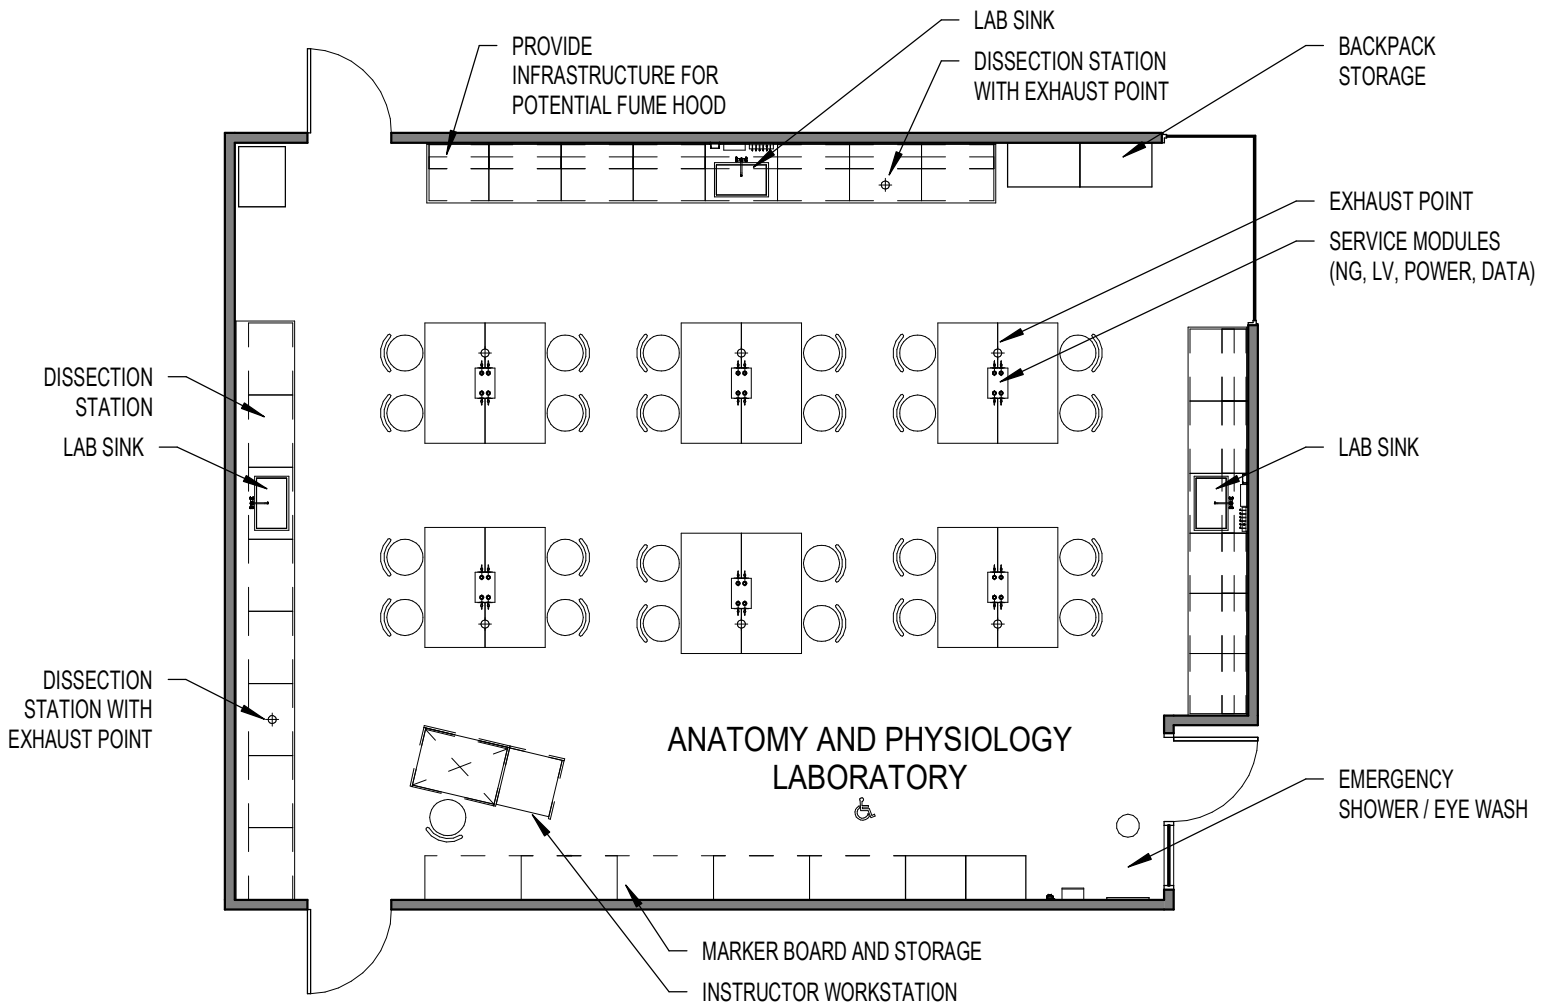 LAB SINK
PROVIDE
INFRASTRUCTURE FOR
POTENTIAL FUME HOOD
DISSECTION STATION
WITH EXHAUST POINT
BACKPACK
STORAGE
EXHAUST POINT
SERVICE MODULES
(NG, LV, POWER, DATA)
DISSECTION
STATION
LAB SINK
LAB SINK
DISSECTION
STATION WITH
EXHAUST POINT
ANATOMY AND PHYSIOLOGY
LABORATORY
EMERGENCY
SHOWER / EYE WASH
MARKER BOARD AND STORAGE
INSTRUCTOR WORKSTATION